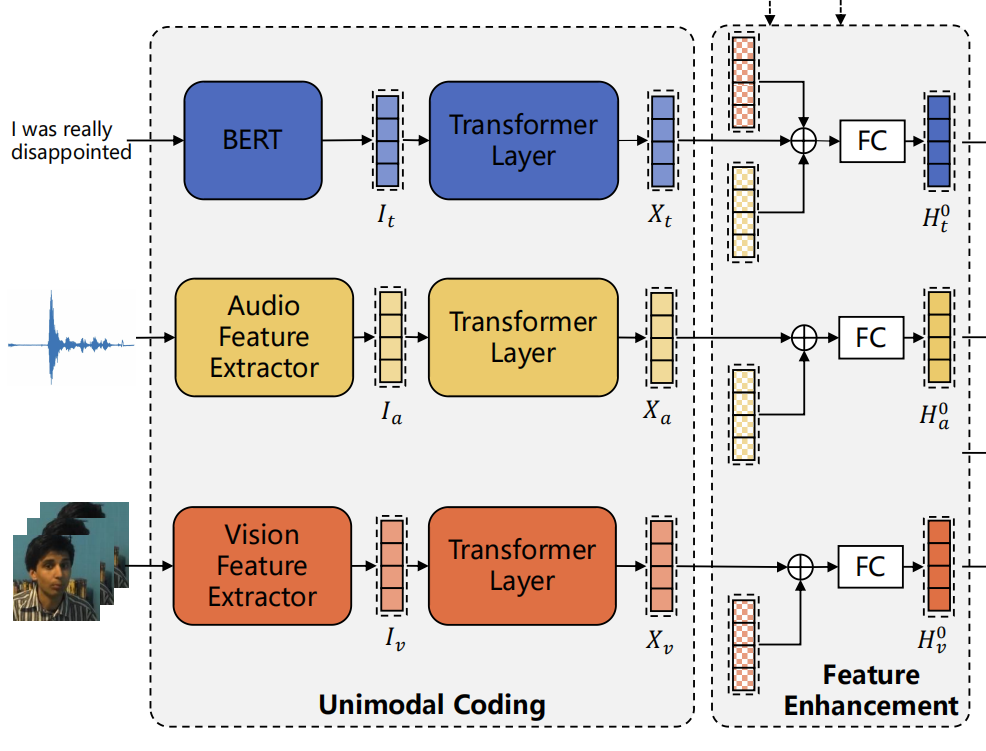 I was really
disappointed
BERT
I_t
Transformer
Layer
X_t
FC
H_t^0
Audio
Feature
Extractor
I_a
Transformer
Layer
X_a
FC
H_a^0
Vision
Feature
Extractor
I_v
Transformer
Layer
X_v
FC
H_v^0
Unimodal Coding
Feature
Enhancement